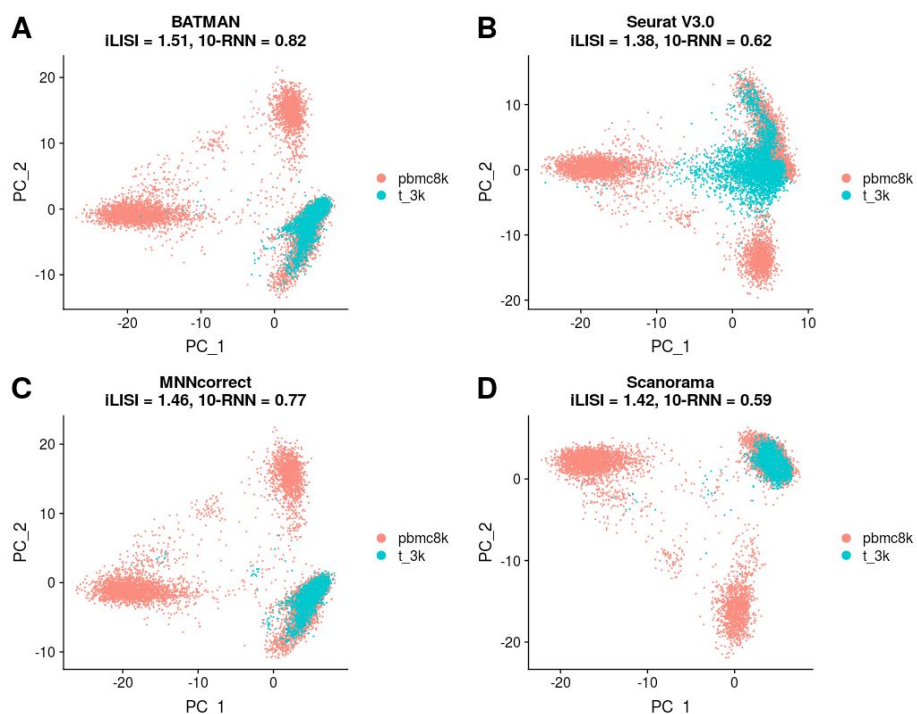 A
BATMAN
iLISI = 1.51, 10-RNN = 0.82
20
10
0
-10
PC_2
-20
-10
0
PC_1
pbmc8k
t_3k
B
Seurat V3.0
iLISI = 1.38, 10-RNN = 0.62
10
0
-10
-20
PC_2
-20
-10
0
10
PC_1
pbmc8k
t_3k
C
MNNcorrect
iLISI = 1.46, 10-RNN = 0.77
20
10
0
-10
PC_2
-20
-10
0
PC_1
pbmc8k
t_3k
D
Scanorama
iLISI = 1.42, 10-RNN = 0.59
0
-10
-20
PC_2
-20
-10
0
PC_1
pbmc8k
t_3k